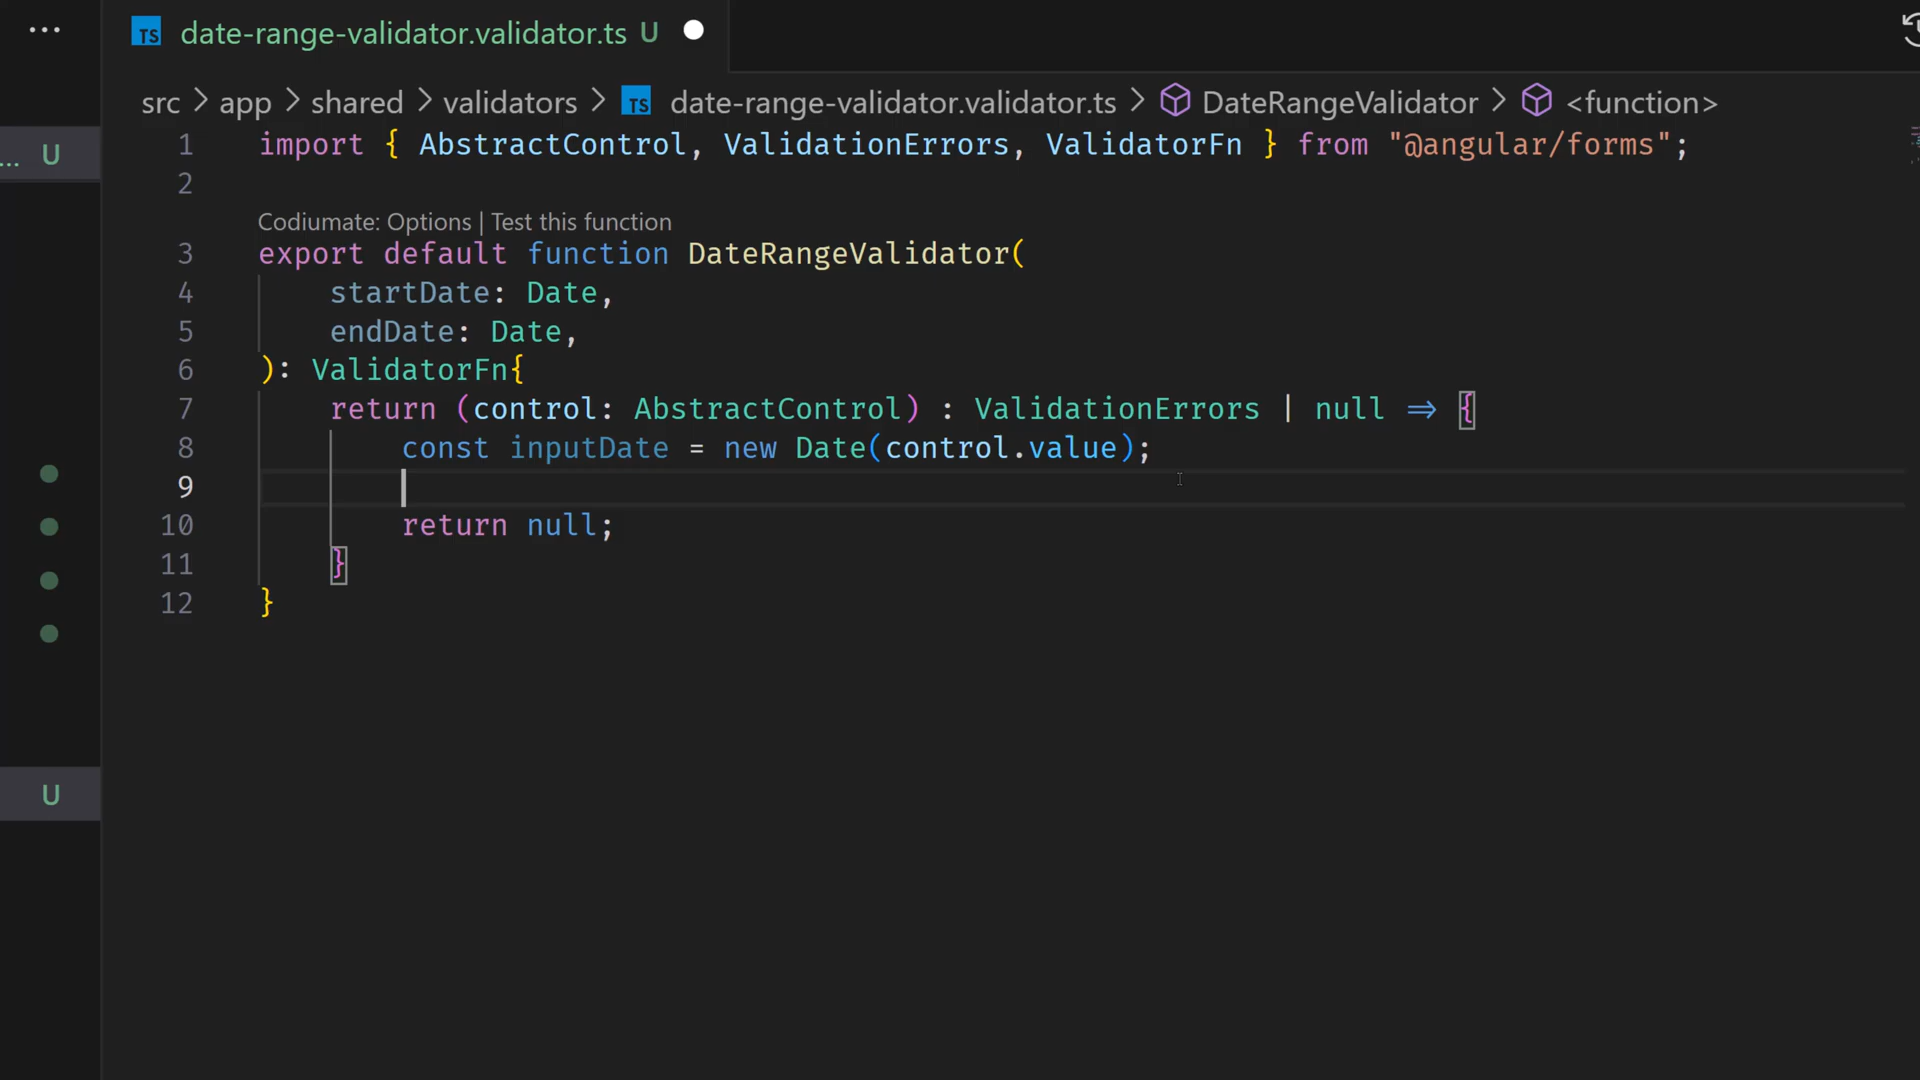 ...
TS date-range-validator.validator.ts U
src > app > shared > validators > TS date-range-validator.validator.ts > DateRangeValidator > <function>
... U
1 import { AbstractControl, ValidationErrors, ValidatorFn } from "@angular/forms";
2
Codiumate: Options | Test this function
3 export default function DateRangeValidator(
4     startDate: Date,
5     endDate: Date,
6 ): ValidatorFn{
7     return (control: AbstractControl) : ValidationErrors | null => {
8         const inputDate = new Date(control.value);
9
10         return null;
11     }
12 }
U